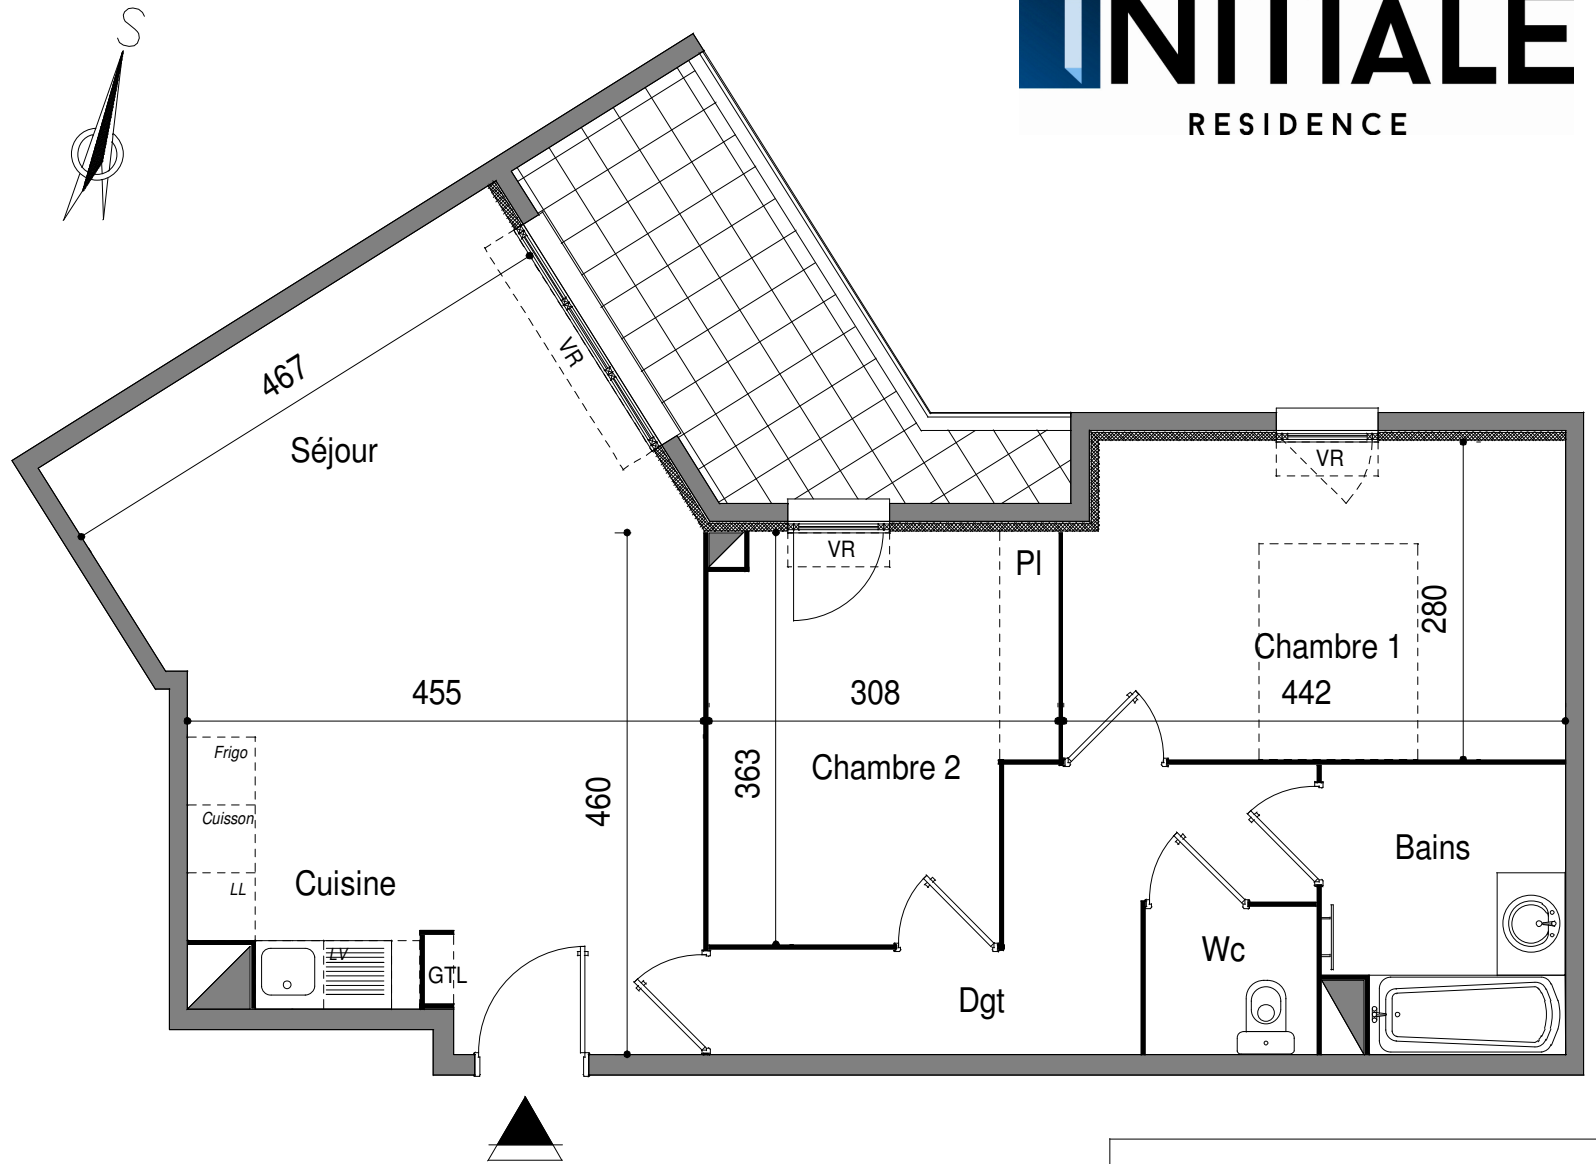 S
INITIALE
RESIDENCE
467
Séjour
VR
VR
VR
Pl
Chambre 1
280
442
455
308
363
Chambre 2
460
Frigo
Cuisson
LL
Cuisine
LV
GTL
Bains
Wc
Dgt